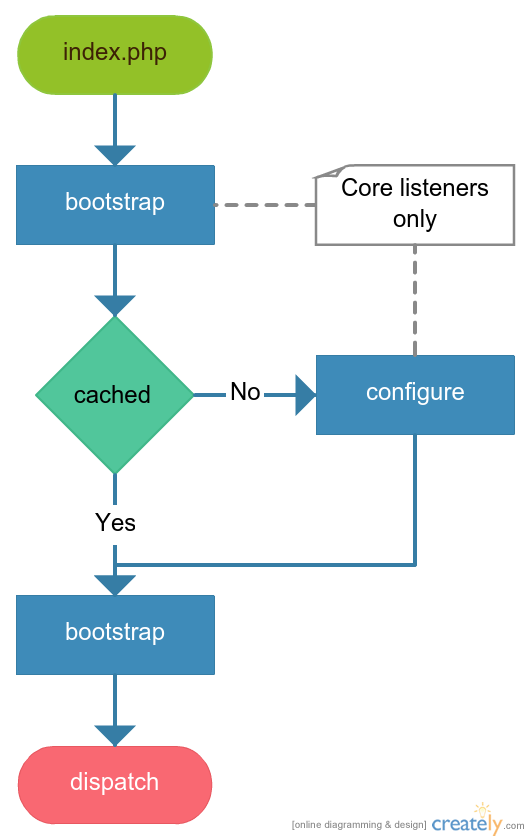 index.php
bootstrap
Core listeners
only
cached
No
configure
Yes
bootstrap
dispatch
[online diagramming & design] creately.com